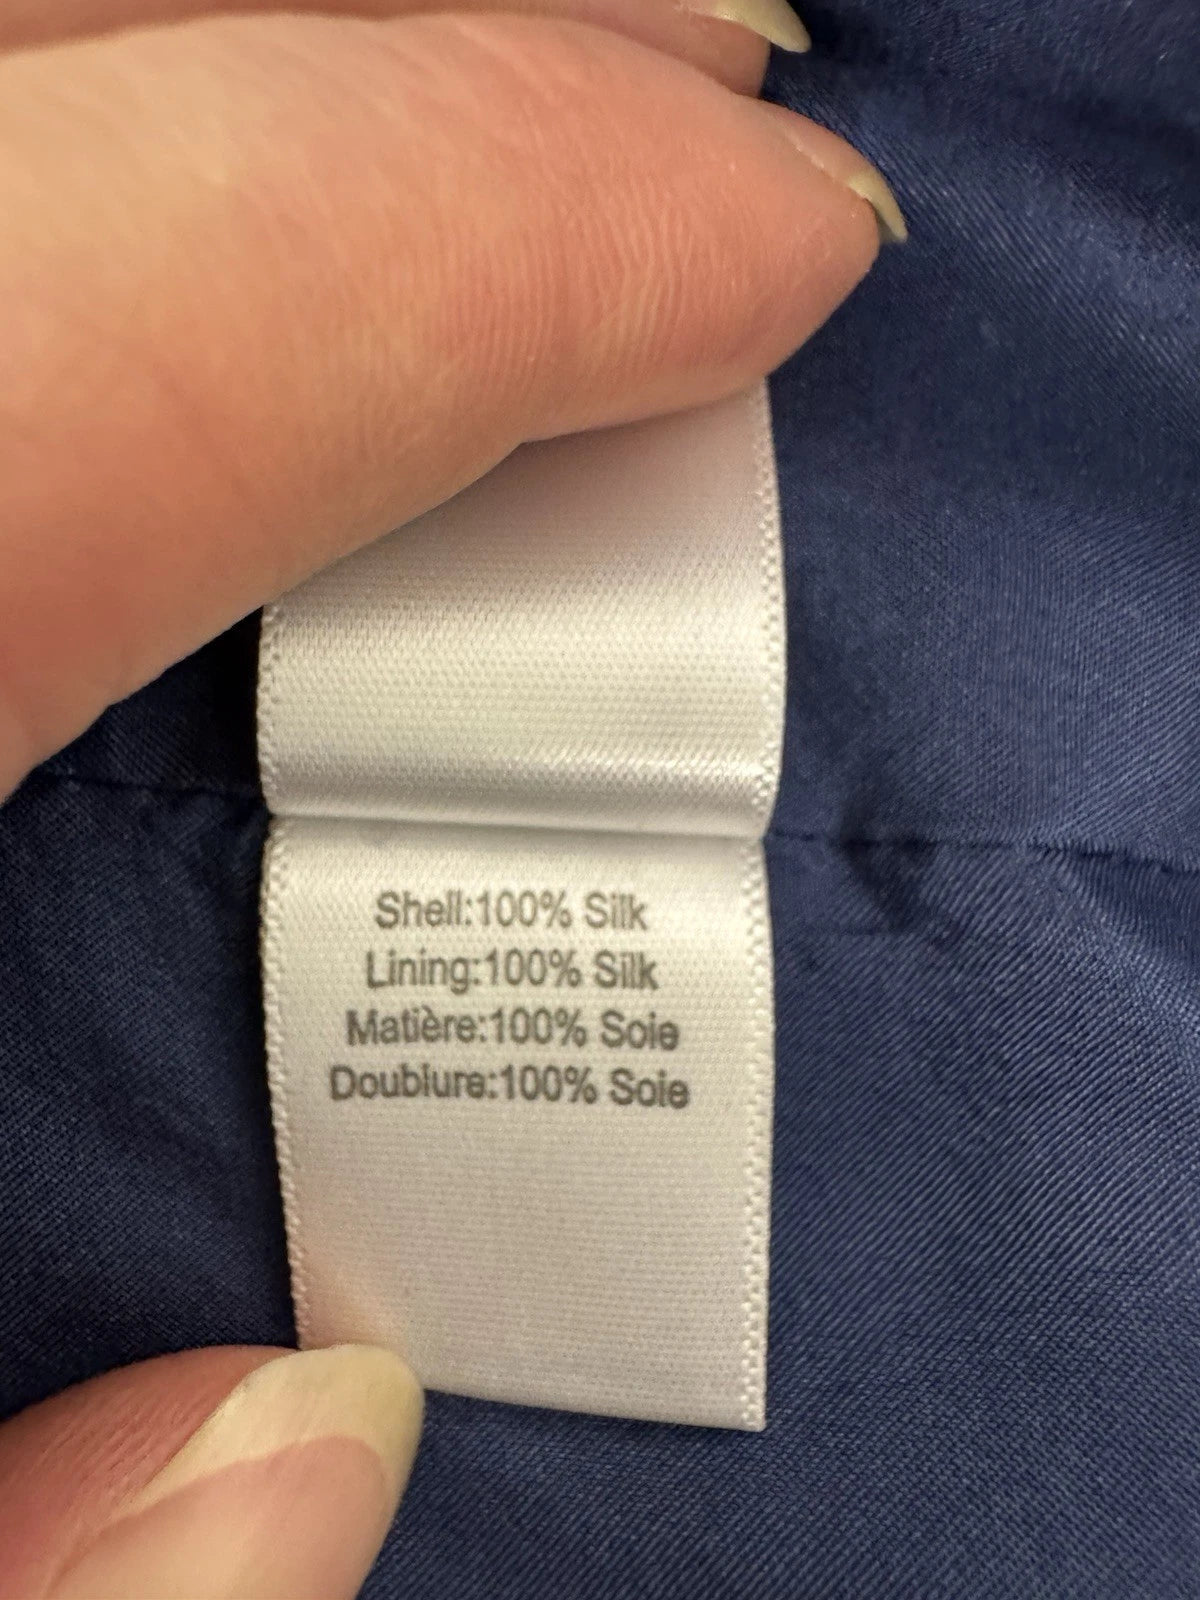 Shell:100% Silk
Lining:100% Silk
Matière:100% Soie
Doublure:100% Soie